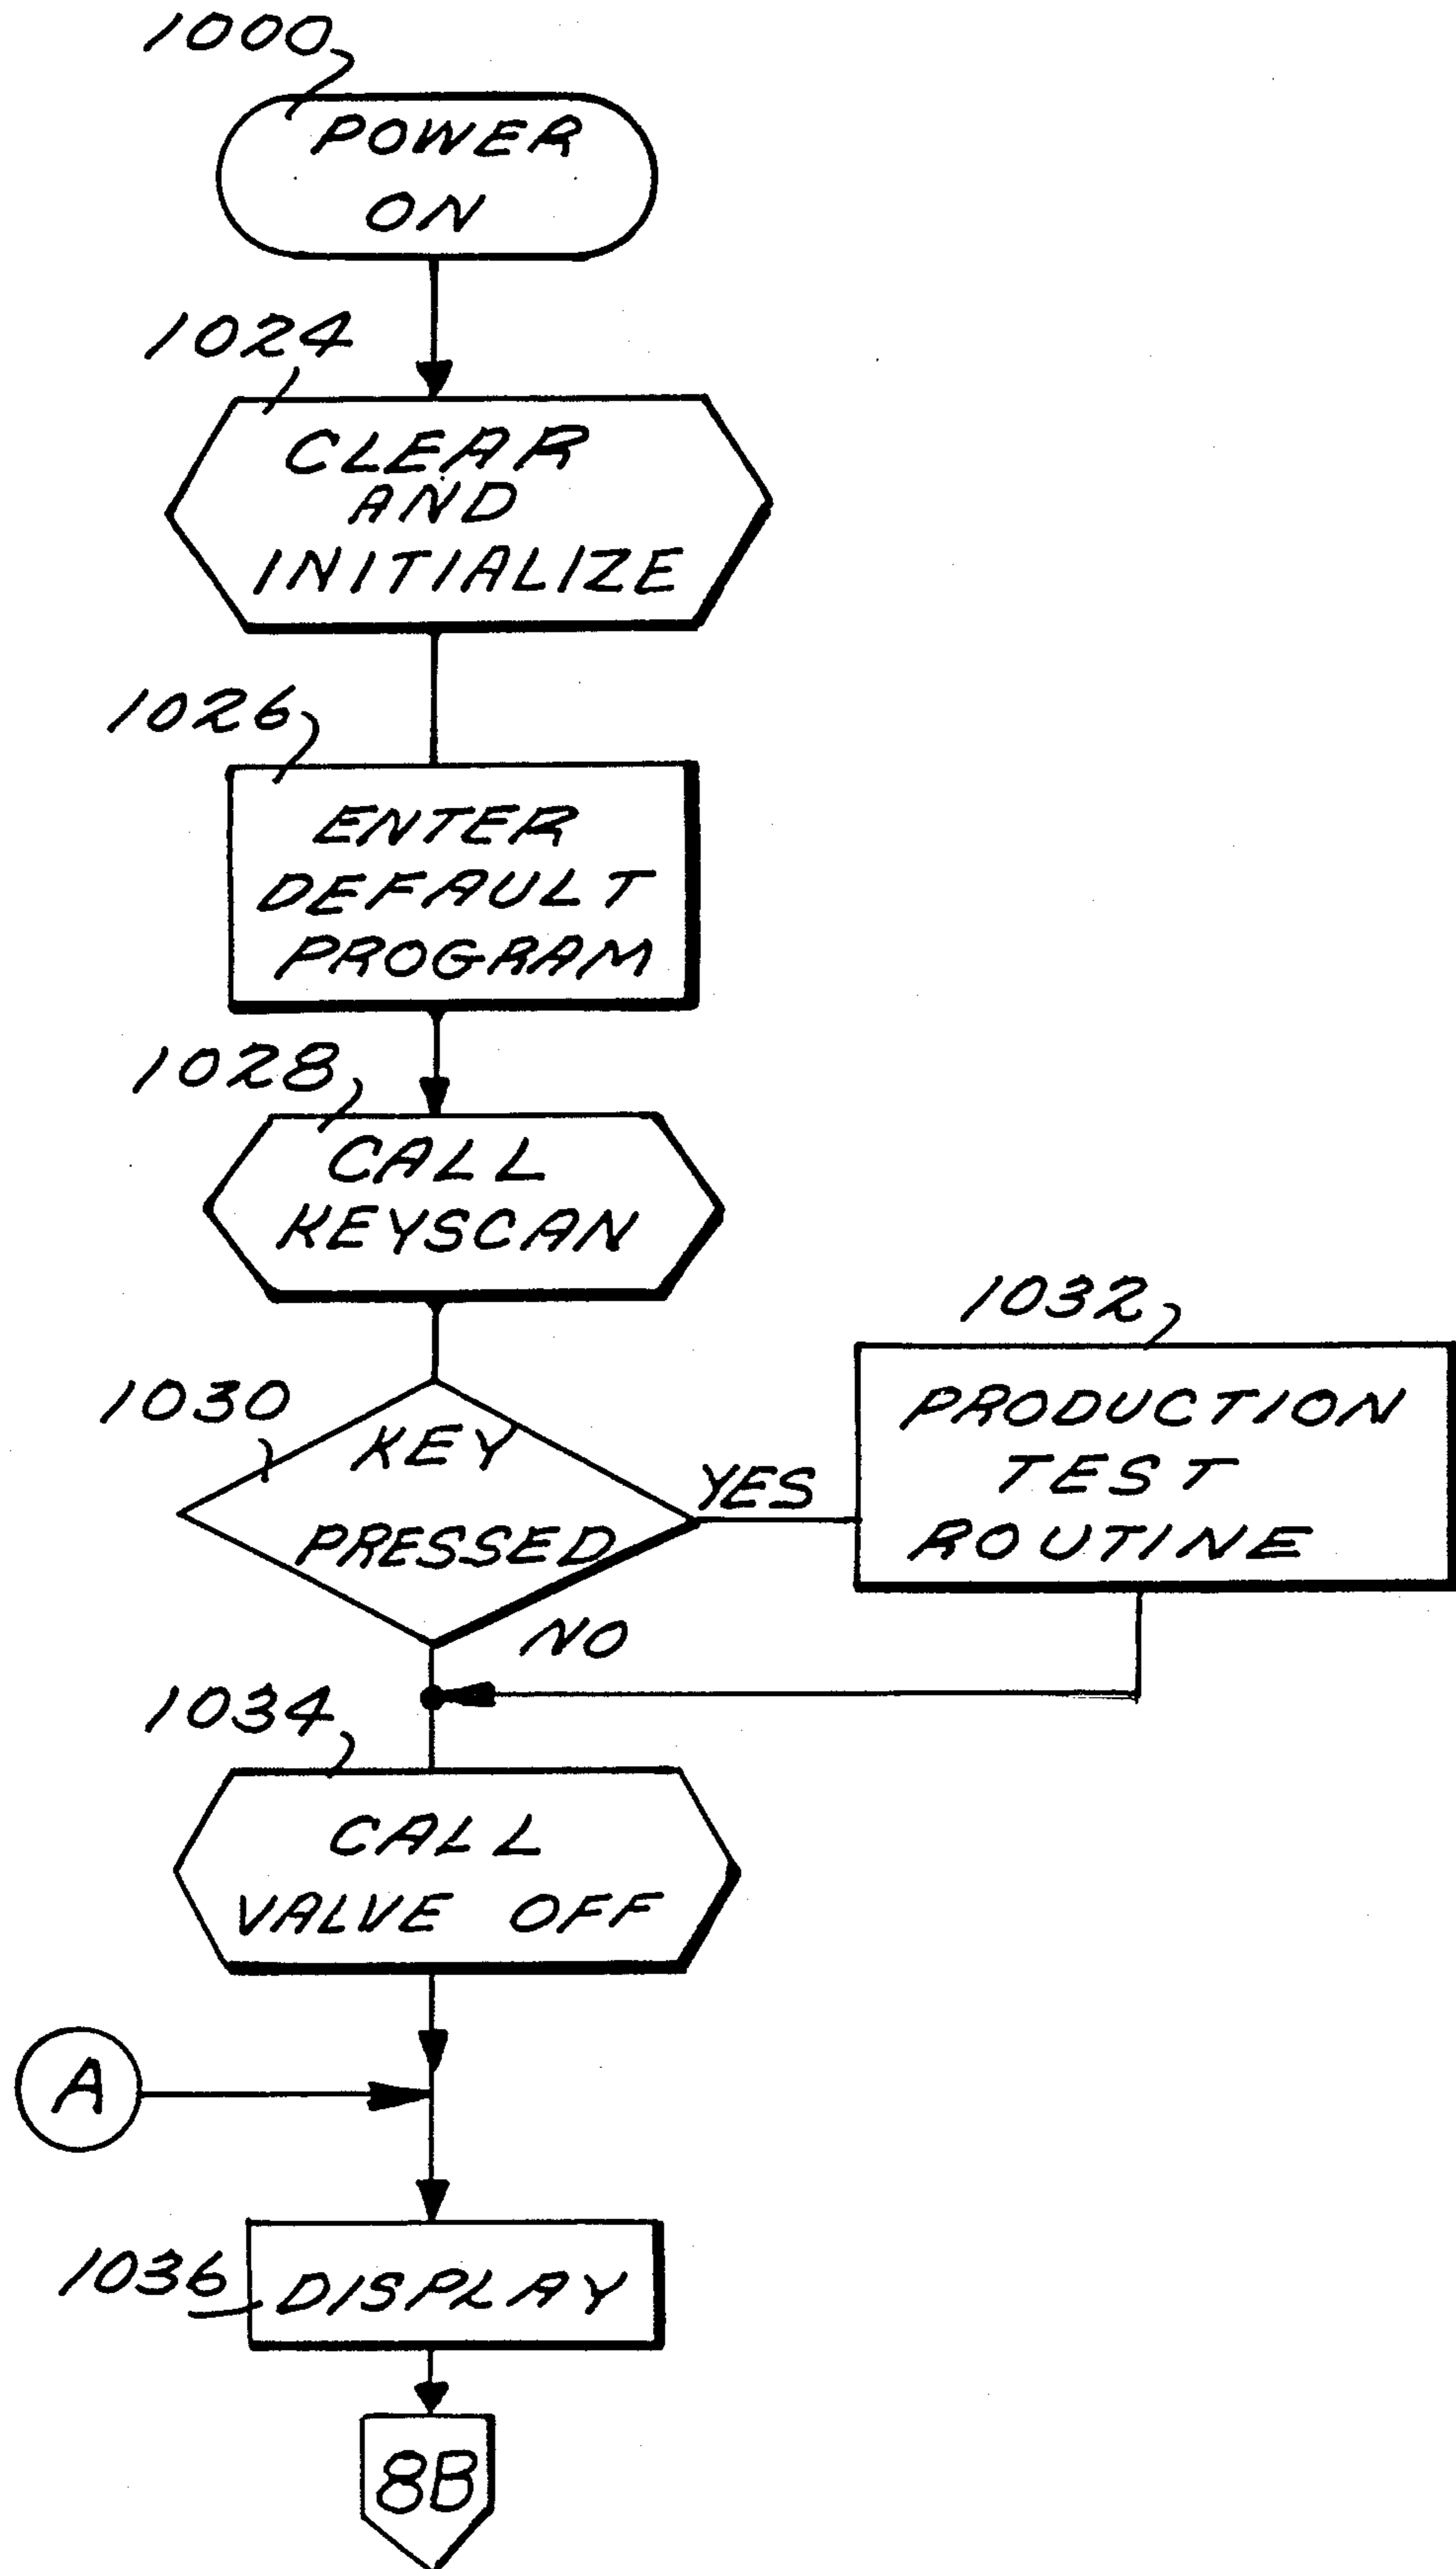 1000
POWER
ON
1024
CLEAR
AND
INITIALIZE
1026
ENTER
DEFAULT
PROGRAM
1028
CALL
KEYSCAN
1030
KEY
PRESSED
YES
1032
PRODUCTION
TEST
ROUTINE
NO
1034
CALL
VALVE OFF
A
1036
DISPLAY
8B